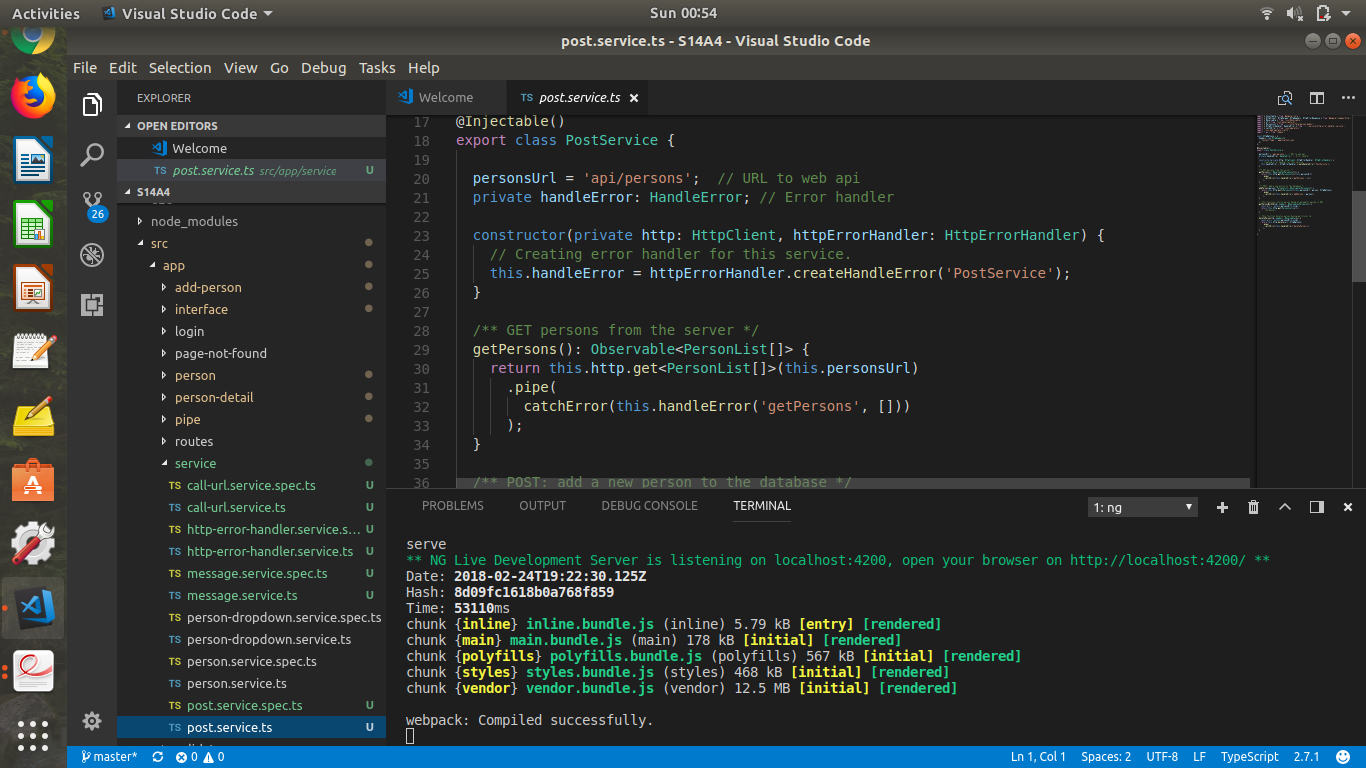 Activities
Visual Studio Code
Sun 00:54
post.service.ts - S14A4 - Visual Studio Code
File Edit Selection View Go Debug Tasks Help
EXPLORER
OPEN EDITORS
Welcome
post.service.ts src/app/service U
S14A4
26
node_modules
src
app
add-person
interface
login
page-not-found
person
person-detail
pipe
routes
service
TS call-url.service.spec.ts U
TS call-url.service.ts U
TS http-error-handler.service.s... U
TS http-error-handler.service.ts U
TS message.service.spec.ts U
TS message.service.ts U
TS person-dropdown.service.spec.ts
TS person-dropdown.service.ts
TS person.service.spec.ts
TS person.service.ts
TS post.service.spec.ts U
TS post.service.ts U
Welcome
TS post.service.ts
17 @Injectable()
18 export class PostService {
19
20 personsUrl = 'api/persons';  // URL to web api
21 private handleError: HandleError; // Error handler
22
23 constructor(private http: HttpClient, httpErrorHandler: HttpErrorHandler) {
24 // Creating error handler for this service.
25 this.handleError = httpErrorHandler.createHandleError('PostService');
26 }
27
28 /** GET persons from the server */
29 getPersons(): Observable<PersonList[]> {
30 return this.http.get<PersonList[]>(this.personsUrl)
31 .pipe(
32 catchError(this.handleError('getPersons', []))
33 );
34 }
35
36 /** POST: add a new person to the database */
PROBLEMS OUTPUT DEBUG CONSOLE TERMINAL
1: ng
serve
** NG Live Development Server is listening on localhost:4200, open your browser on http://localhost:4200/ **
Date: 2018-02-24T19:22:30.125Z
Hash: 8d09fc1618b0a768f859
Time: 53110ms
chunk {inline} inline.bundle.js (inline) 5.79 kB [entry] [rendered]
chunk {main} main.bundle.js (main) 178 kB [initial] [rendered]
chunk {polyfills} polyfills.bundle.js (polyfills) 567 kB [initial] [rendered]
chunk {styles} styles.bundle.js (styles) 468 kB [initial] [rendered]
chunk {vendor} vendor.bundle.js (vendor) 12.5 MB [initial] [rendered]
webpack: Compiled successfully.
master* 0 0
Ln 1, Col 1 Spaces: 2 UTF-8 LF TypeScript 2.7.1